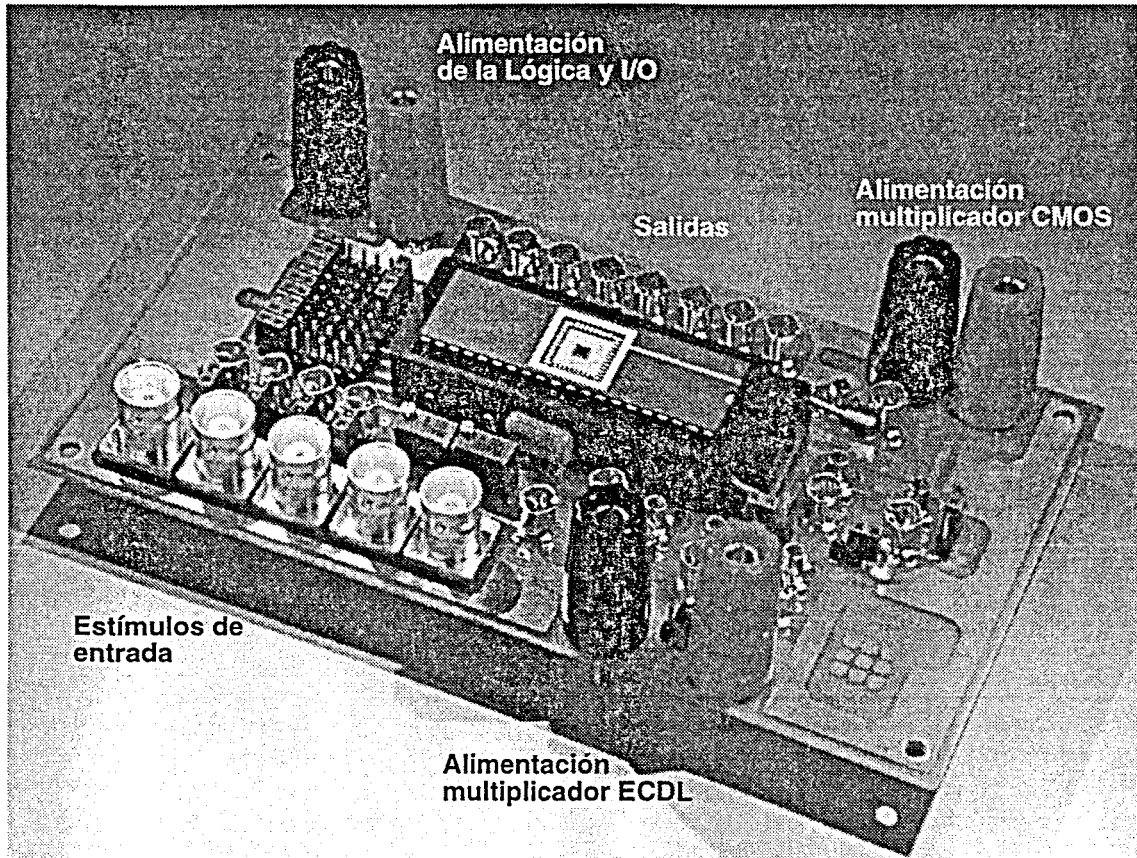 Alimentación
de la Lógica y I/O
Alimentación
multiplicador CMOS
Salidas
Estímulos de
entrada
Alimentación
multiplicador ECDL